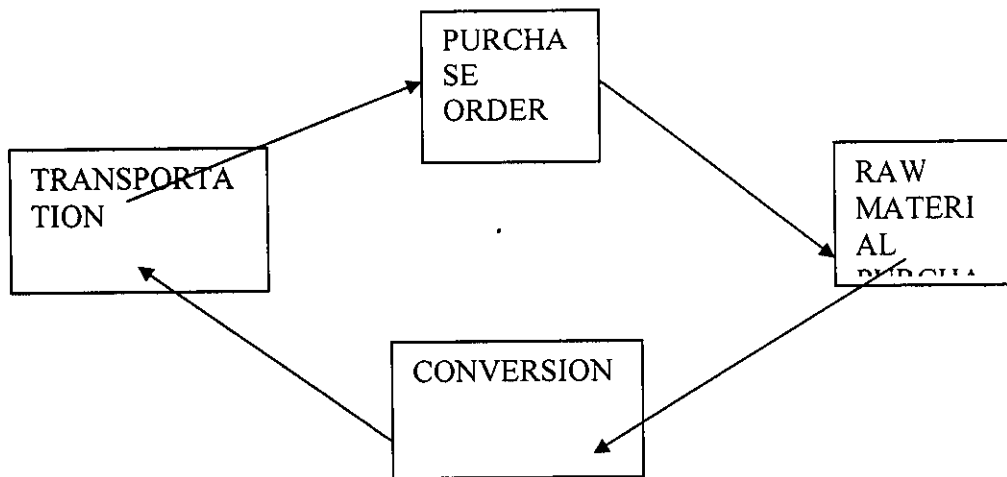 PURCHA
SE
ORDER
TRANSPORTA
TION
RAW
MATERI
AL
CONVERSION